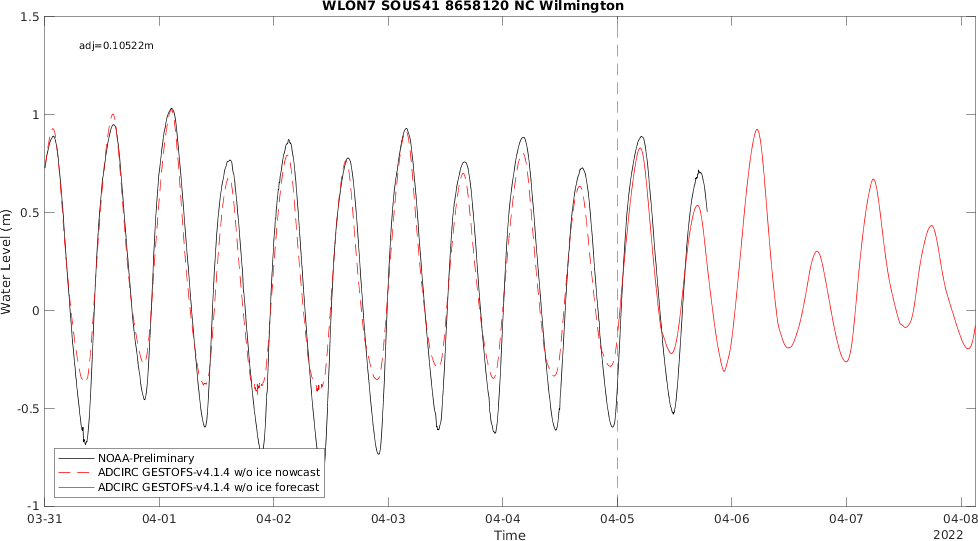 WLON7 SOUS41 8658120 NC Wilmington
adj=0.10522m
1.5
1
0.5
0
-0.5
-1
Water Level (m)
NOAA-Preliminary
ADCIRC GESTOFS-v4.1.4 w/o ice nowcast
ADCIRC GESTOFS-v4.1.4 w/o ice forecast
03-31 04-01 04-02 04-03 04-04 04-05 04-06 04-07 04-08
Time
2022